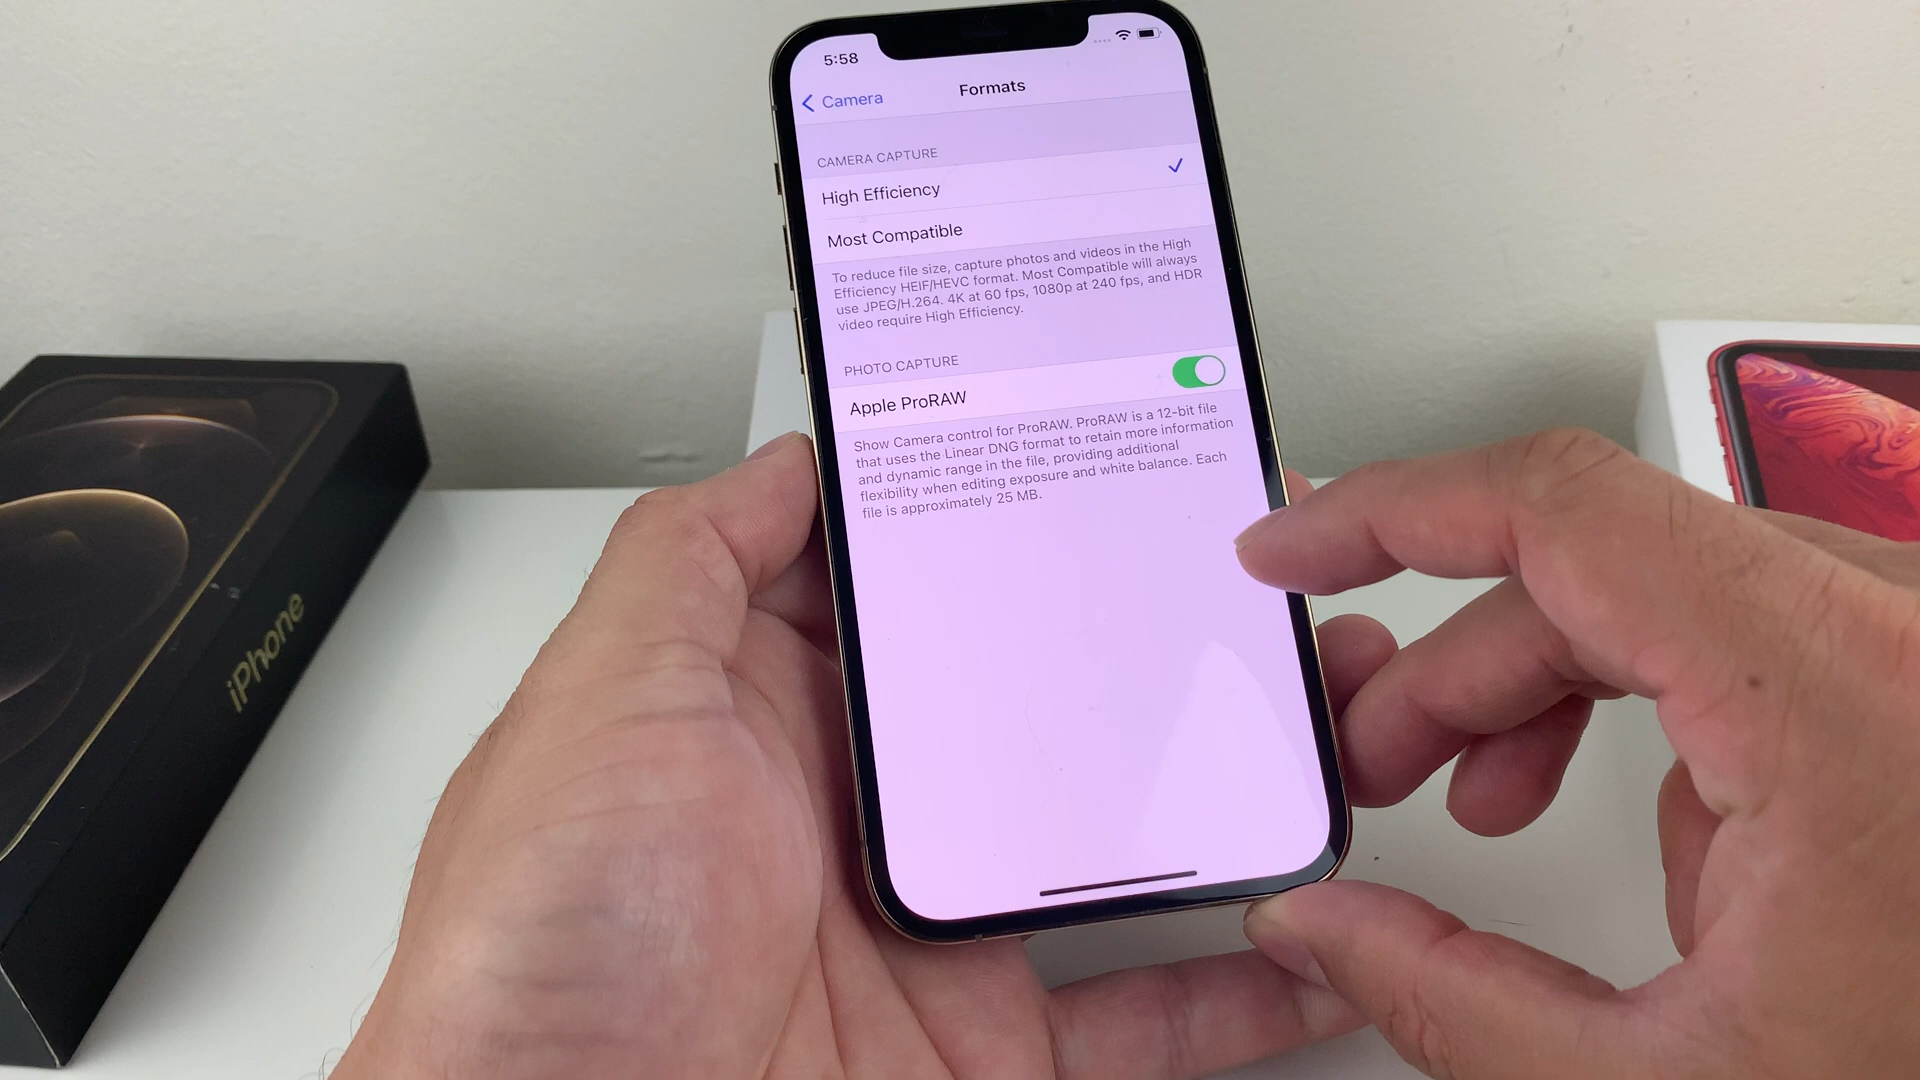 5:58
Camera
Formats
CAMERA CAPTURE
High Efficiency
Most Compatible
To reduce file size, capture photos and videos in the High
Efficiency HEIF/HEVC format. Most Compatible will always
use JPEG/H.264. 4K at 60 fps, 1080p at 240 fps, and HDR
video require High Efficiency.
PHOTO CAPTURE
Apple ProRAW
Show Camera control for ProRAW. ProRAW is a 12-bit file
that uses the Linear DNG format to retain more information
and dynamic range in the file, providing additional
flexibility when editing exposure and white balance. Each
file is approximately 25 MB.
iPhone